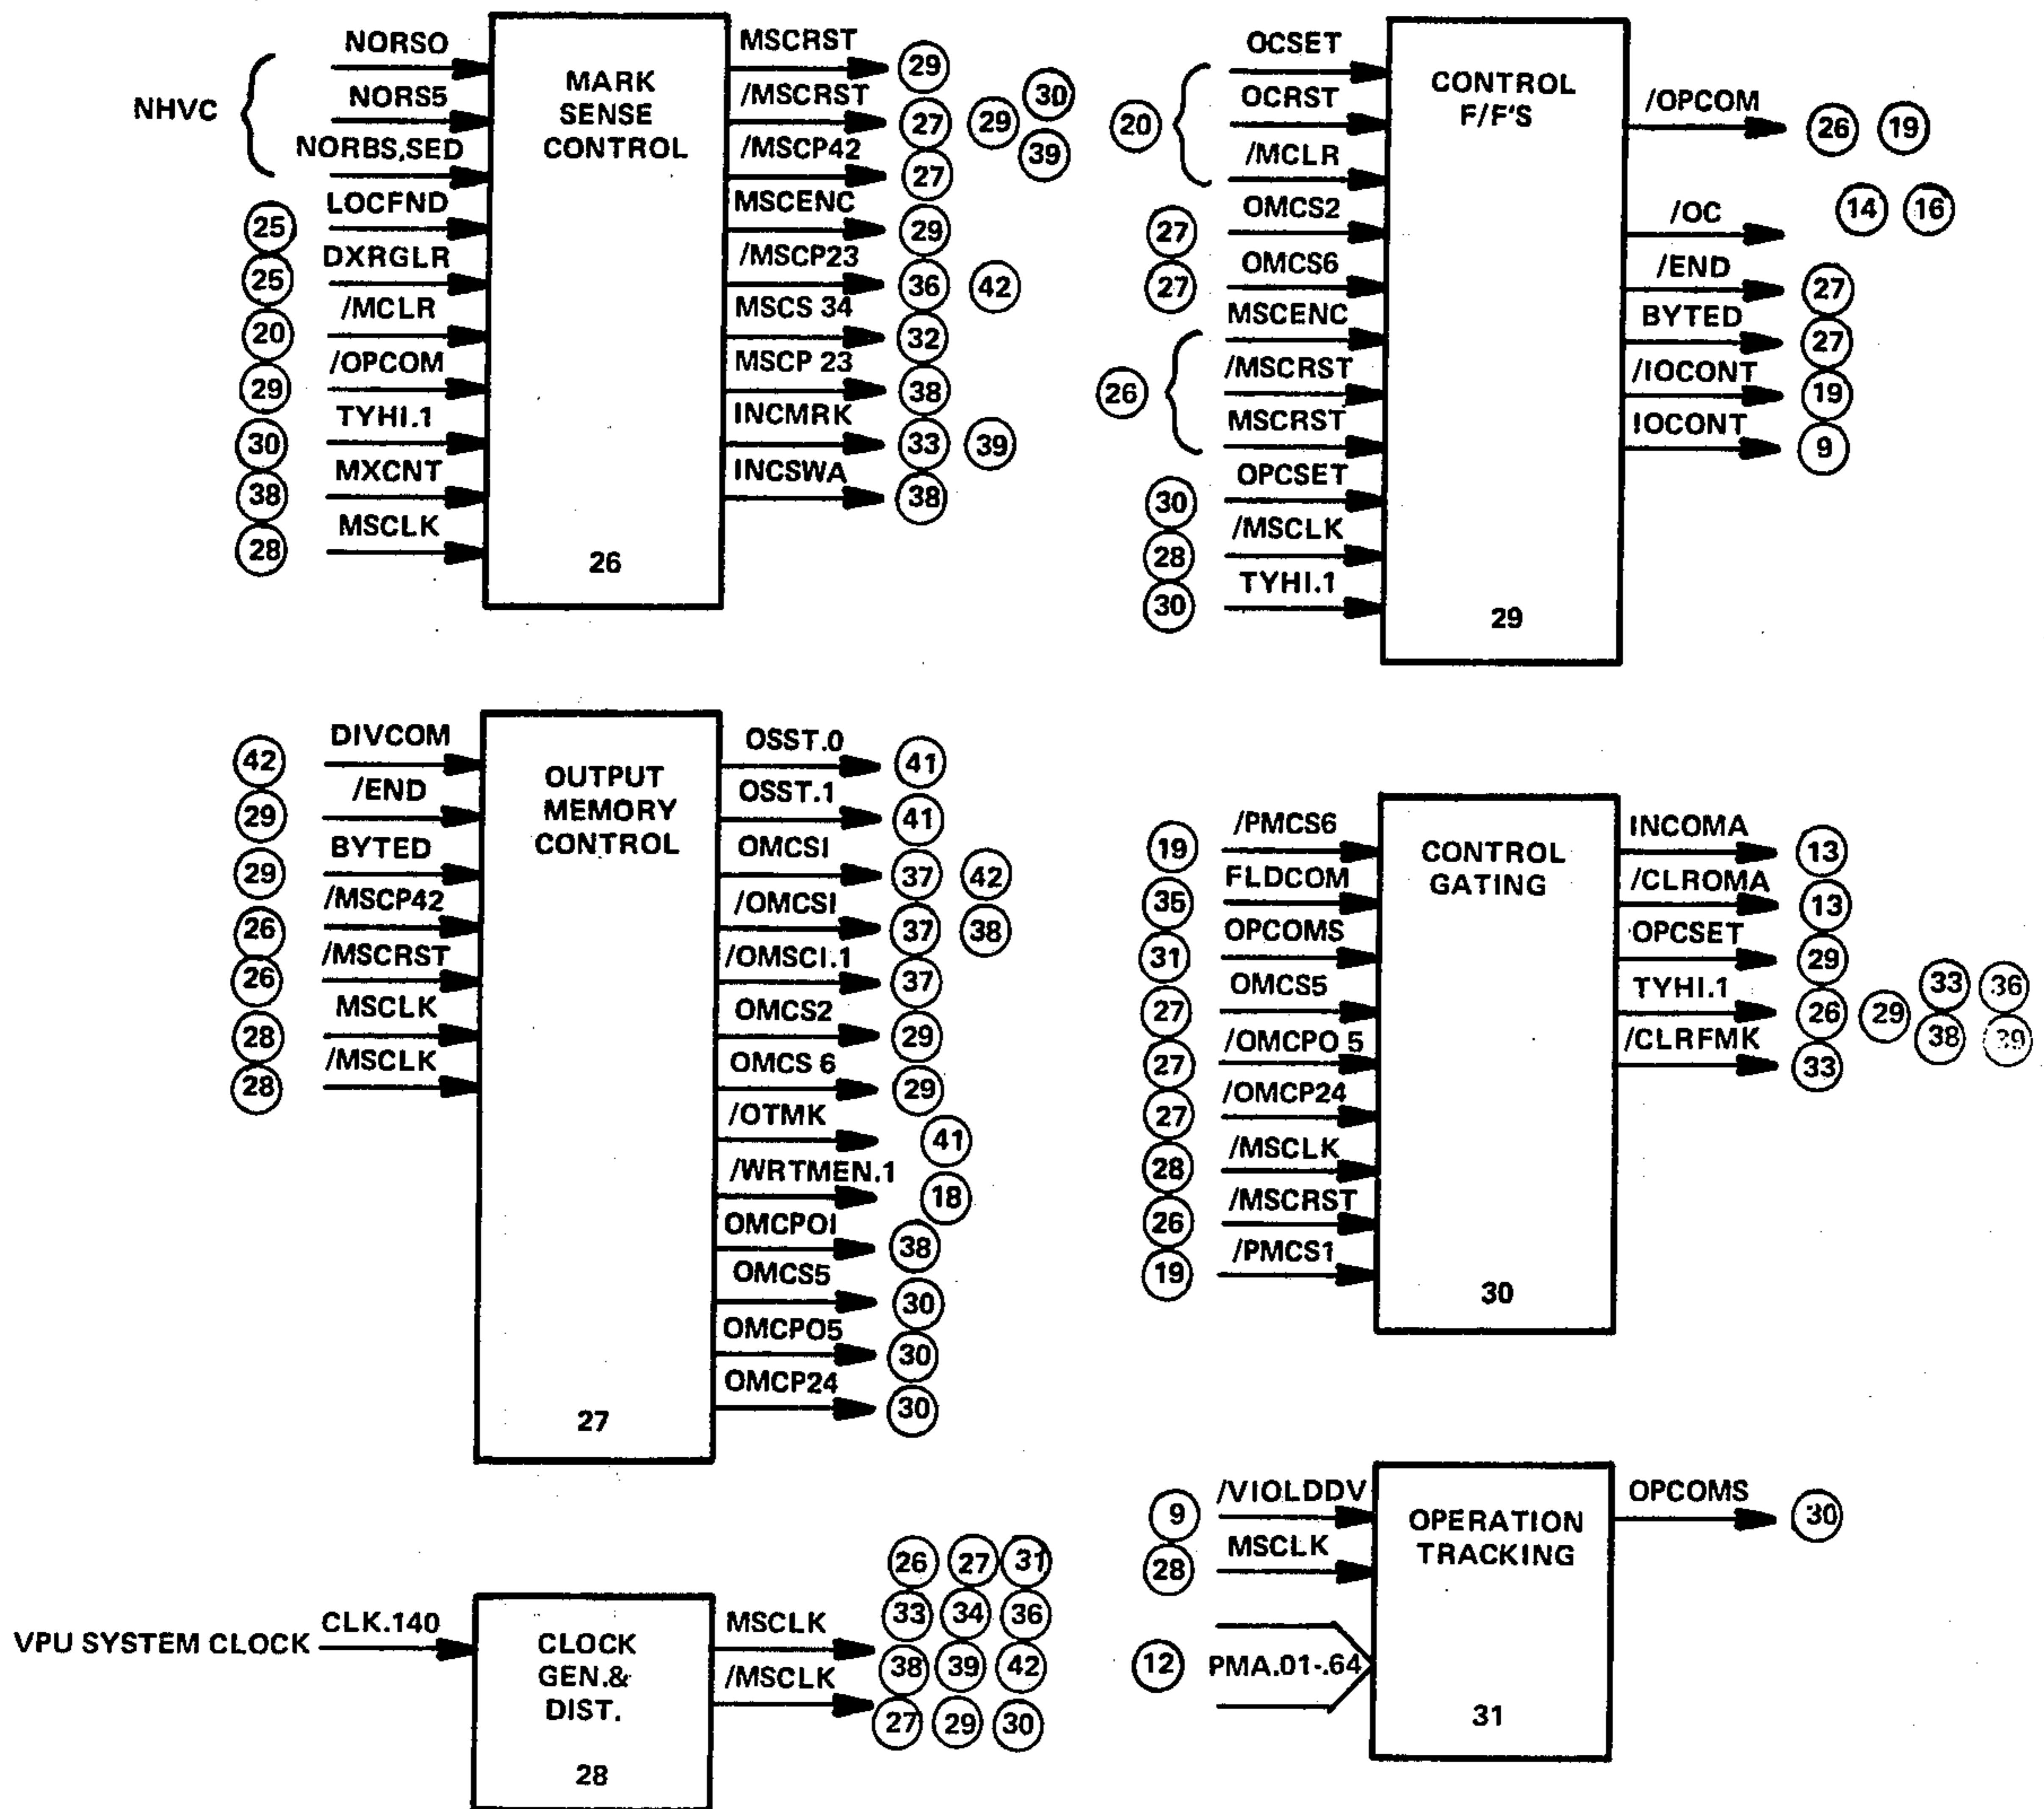 NHVC
NORSO
NORS5
NORBS,SED
25 LOCFND
25 DXRGLR
20 /MCLR
29 /OPCOM
30 TYHI.1
38 MXCNT
28 MSCLK
MARK
SENSE
CONTROL
26
MSCRST 29
/MSCRST 27 29 30 39
/MSCP42 27
MSCENC 29
/MSCP23 36 42
MSCS 34 32
MSCP 23 38
INCMRK 33 39
INCSWA 38
20
OCSET
OCRST
/MCLR
27 OMCS2
27 OMCS6
26
MSCENC
/MSCRST
MSCRST
30 OPCSET
28 /MSCLK
30 TYHI.1
CONTROL
F/F'S
29
/OPCOM 26 19
/OC 14 16
/END 27
BYTED 27
/IOCONT 19
IOCONT 9
42 DIVCOM
29 /END
29 BYTED
26 /MSCP42
26 /MSCRST
28 MSCLK
28 /MSCLK
OUTPUT
MEMORY
CONTROL
27
OSST.0 41
OSST.1 41
OMCSI 37 42
/OMCSI 37 38
/OMSCI.1 37
OMCS2 29
OMCS 6 29
/OTMK 41
/WRTMEN.1 18
OMCPOI 38
OMCS5 30
OMCPO5 30
OMCP24 30
19 /PMCS6
35 FLDCOM
31 OPCOMS
27 OMCS5
27 /OMCPO 5
27 /OMCP24
28 /MSCLK
26 /MSCRST
19 /PMCS1
CONTROL
GATING
30
INCOMA 13
/CLROMA 13
OPCSET 29
TYHI.1 26 29 33 36 38 39
/CLRFMK 33
VPU SYSTEM CLOCK CLK.140
CLOCK
GEN.&
DIST.
28
MSCLK
/MSCLK
26 27 31
33 34 36
38 39 42
27 29 30
9 /VIOLDDV
28 MSCLK
12 PMA.01-.64
OPERATION
TRACKING
31
OPCOMS 30